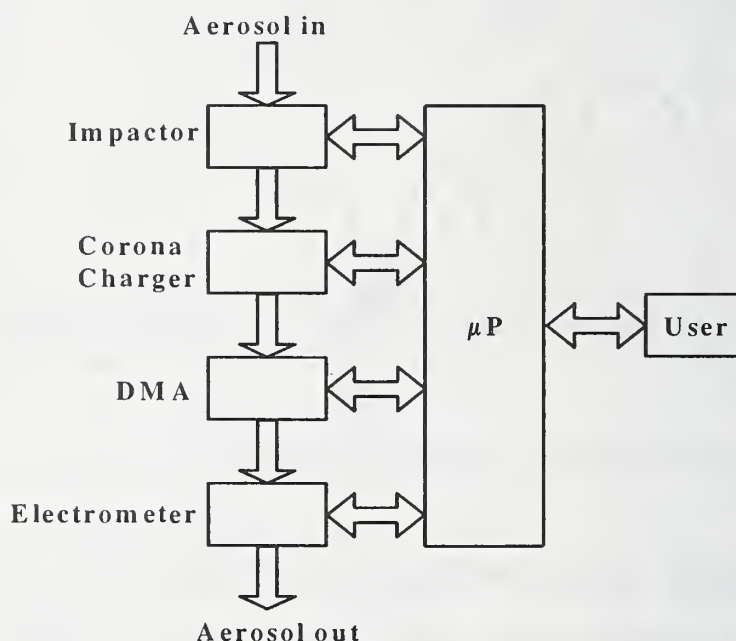 Aerosol in
Impactor
Corona
Charger
μP
User
DMA
Electrometer
Aerosol out